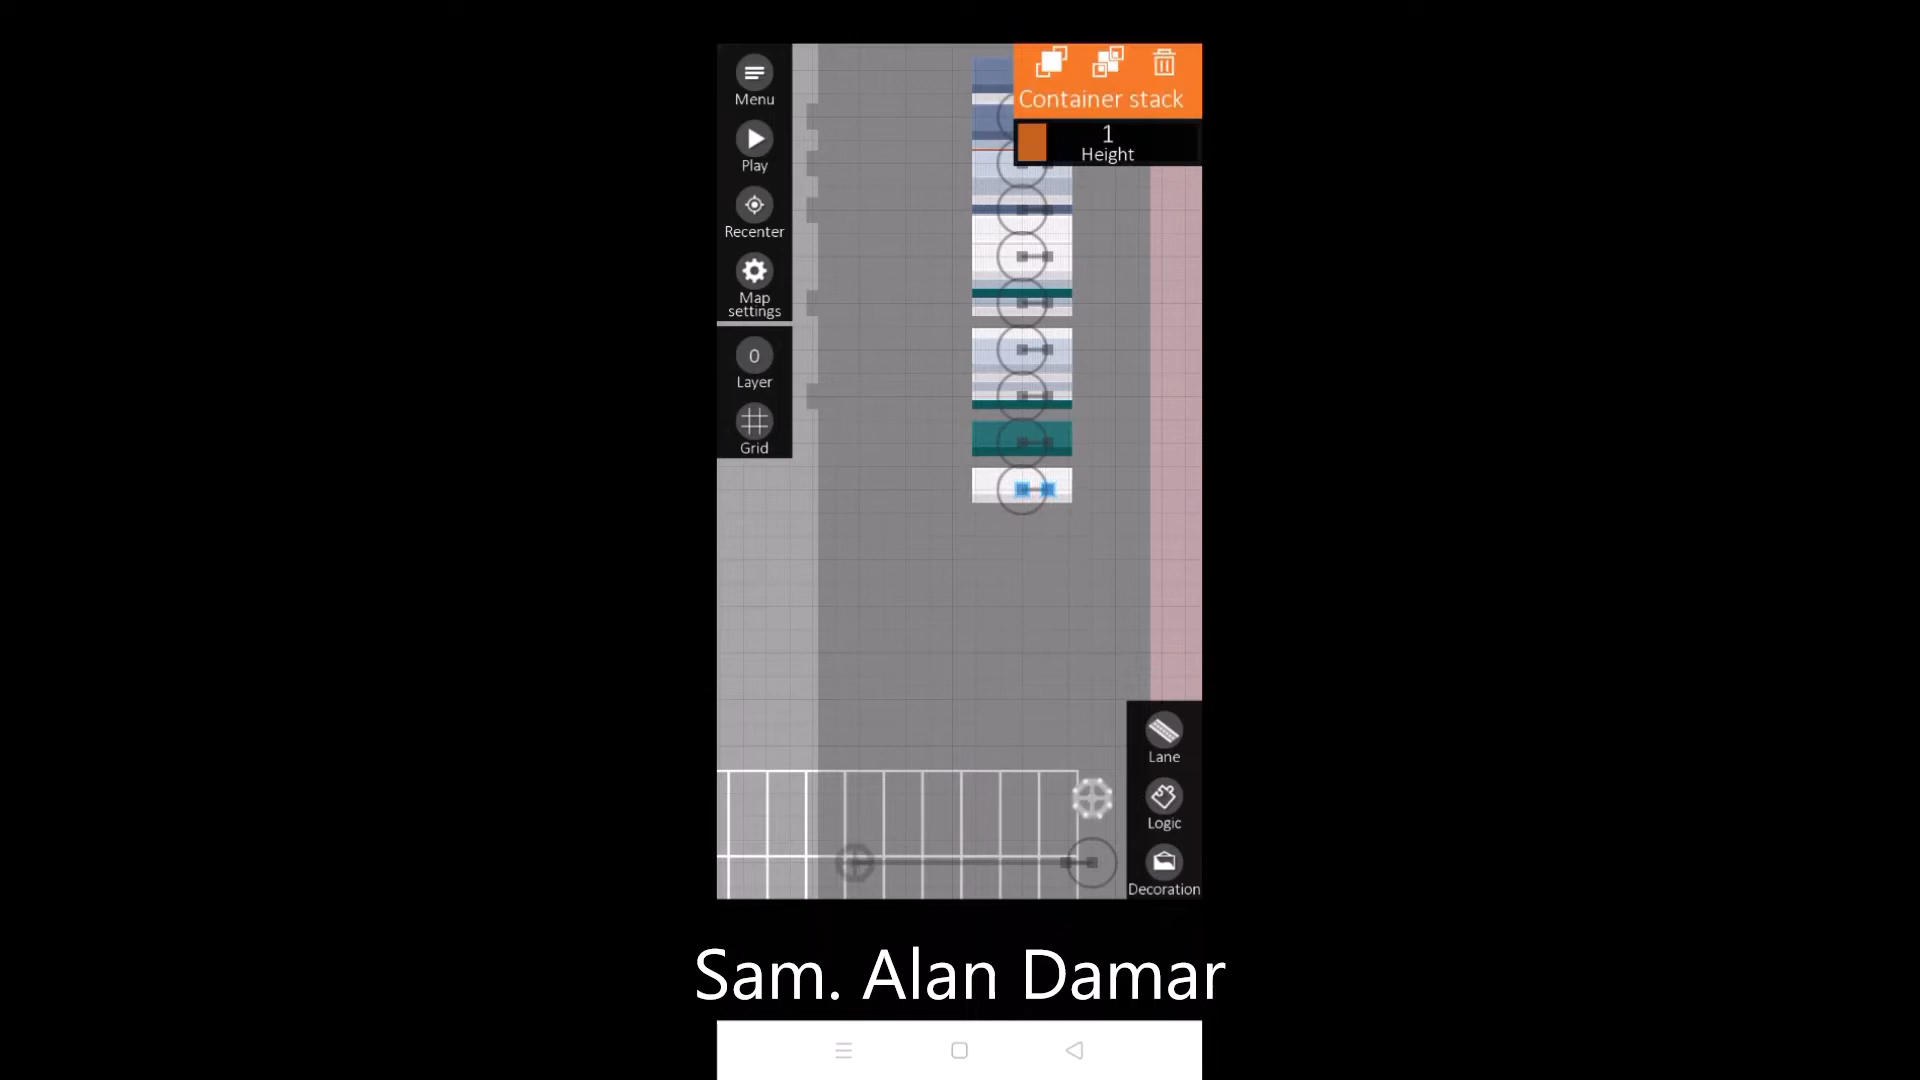 Menu
Play
Recenter
Map
settings
0
Layer
Grid
Container stack
1
Height
Lane
Logic
Decoration
Sam. Alan Damar